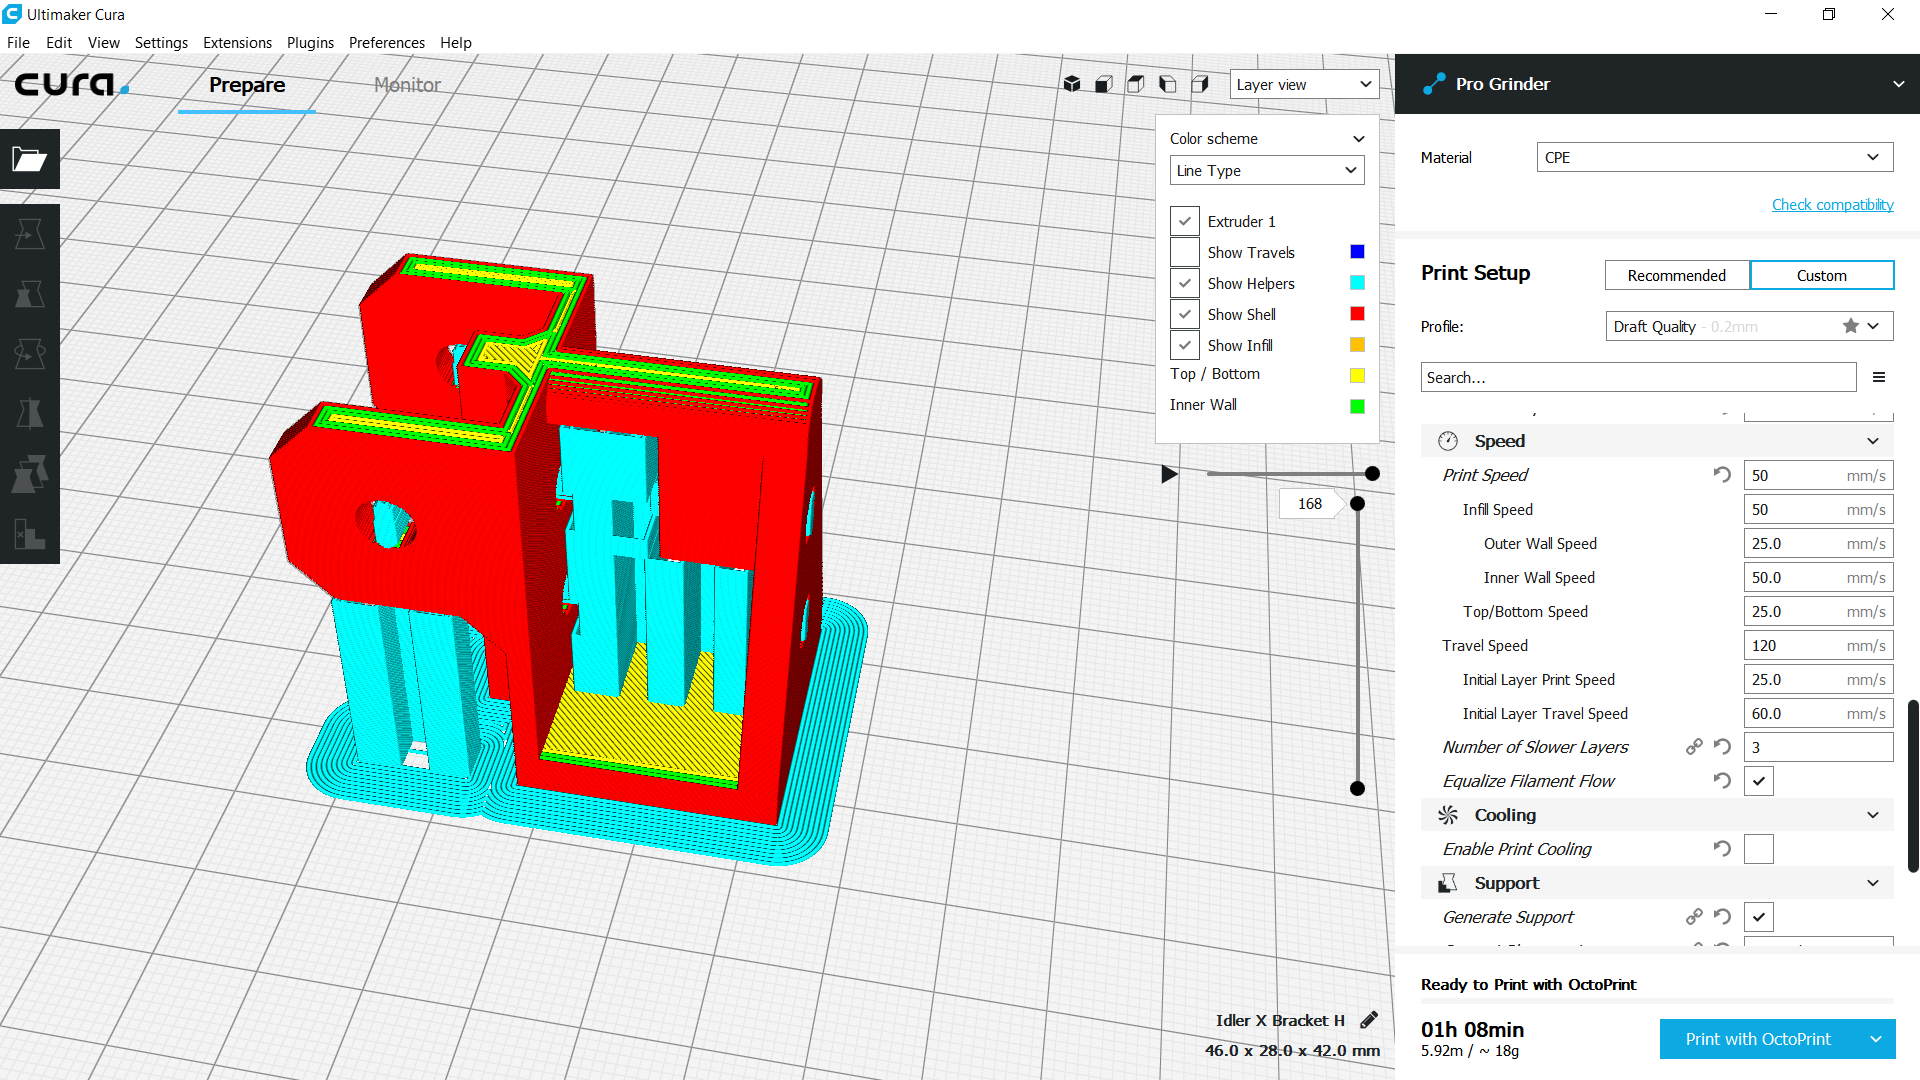 Ultimaker Cura
File Edit View Settings Extensions Plugins Preferences Help
cura.
Prepare
Monitor
Layer view
Color scheme
Line Type
Extruder 1
Show Travels
Show Helpers
Show Shell
Show Infill
Top / Bottom
Inner Wall
168
Idler X Bracket H
46.0 x 28.0 x 42.0 mm
Pro Grinder
Material CPE
Check compatibility
Print Setup Recommended Custom
Profile: Draft Quality - 0.2mm
Search...
Speed
Print Speed 50 mm/s
Infill Speed 50 mm/s
Outer Wall Speed 25.0 mm/s
Inner Wall Speed 50.0 mm/s
Top/Bottom Speed 25.0 mm/s
Travel Speed 120 mm/s
Initial Layer Print Speed 25.0 mm/s
Initial Layer Travel Speed 60.0 mm/s
Number of Slower Layers 3
Equalize Filament Flow
Cooling
Enable Print Cooling
Support
Generate Support
Ready to Print with OctoPrint
01h 08min
5.92m / ~ 18g
Print with OctoPrint